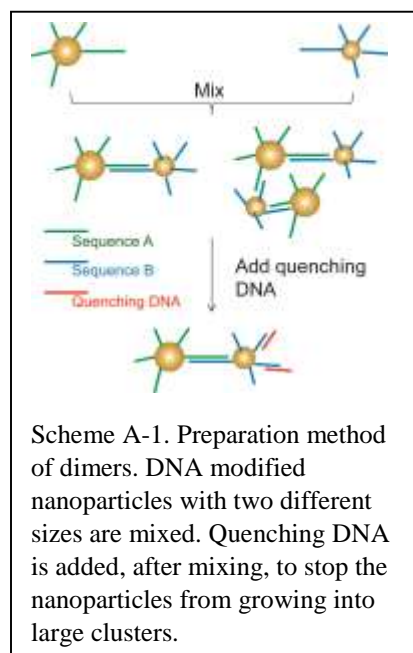 Mix
Sequence A
Sequence B
Quenching DNA
Add quenching
DNA
Scheme A-1. Preparation method
of dimers. DNA modified
nanoparticles with two different
sizes are mixed. Quenching DNA
is added, after mixing, to stop the
nanoparticles from growing into
large clusters.